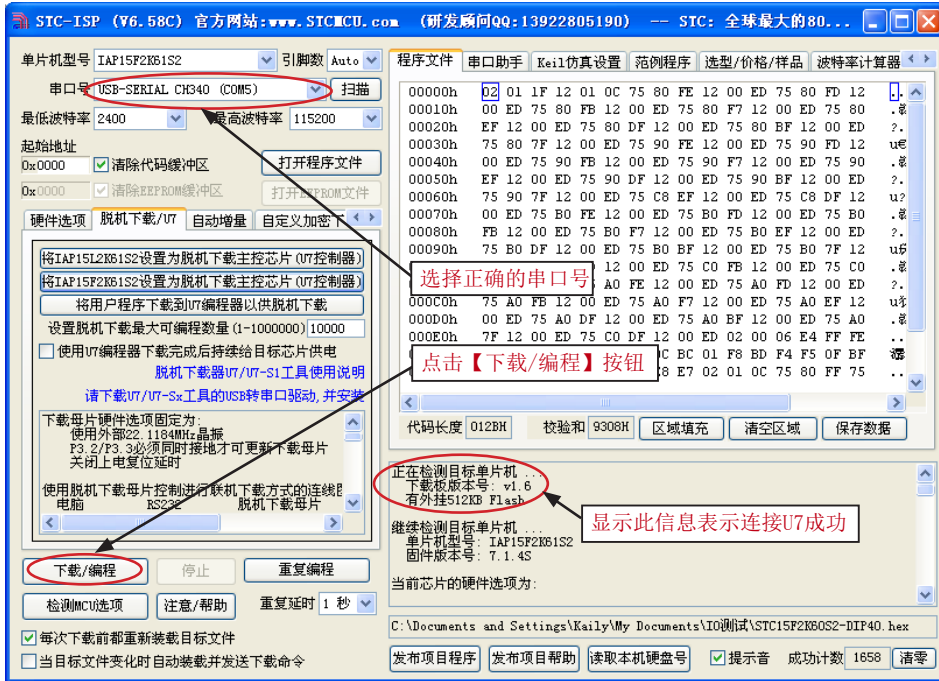 STC-ISP (V6.58C) 官方网站:www.STCMCU.com (研发顾问QQ:13922805190) -- STC: 全球最大的80...
单片机型号 IAP15F2K61S2 引脚数 Auto
串口号 USB-SERIAL CH340 (COM5) 扫描
最低波特率 2400 最高波特率 115200
起始地址
0x0000 清除代码缓冲区 打开程序文件
0x0000 清除EEPROM缓冲区 打开EEPROM文件
硬件选项 脱机下载/U7 自动增量 自定义加密下
将IAP15L2K61S2设置为脱机下载主控芯片(U7控制器)
将IAP15F2K61S2设置为脱机下载主控芯片(U7控制器)
将用户程序下载到U7编程器以供脱机下载
设置脱机下载最大可编程数量(1-1000000) 10000
使用U7编程器下载完成后持续给目标芯片供电
脱机下载器U7/U7-S1工具使用说明
请下载U7/U7-Sx工具的USB转串口驱动,并安装
下载母片硬件选项固定为:
使用外部22.1184MHz晶振
P3.2/P3.3必须同时接地才可更新下载母片
关闭上电复位延时
使用脱机下载母片控制进行联机下载方式的连线
电脑 RS232 脱机下载母片
下载/编程 停止 重复编程
检测MCU选项 注意/帮助 重复延时 1 秒
每次下载前都重新装载目标文件
当目标文件变化时自动装载并发送下载命令
程序文件 串口助手 Keil仿真设置 范例程序 选型/价格/样品 波特率计算器
00000h 02 01 1F 12 01 0C 75 80 FE 12 00 ED 75 80 FD 12
00010h 00 ED 75 80 FB 12 00 ED 75 80 F7 12 00 ED 75 80
00020h EF 12 00 ED 75 80 DF 12 00 ED 75 80 BF 12 00 ED
00030h 75 80 7F 12 00 ED 75 90 FE 12 00 ED 75 90 FD 12
00040h 00 ED 75 90 FB 12 00 ED 75 90 F7 12 00 ED 75 90
00050h EF 12 00 ED 75 90 DF 12 00 ED 75 90 BF 12 00 ED
00060h 75 90 7F 12 00 ED 75 C8 EF 12 00 ED 75 C8 DF 12
00070h 00 ED 75 B0 FE 12 00 ED 75 B0 FD 12 00 ED 75 B0
00080h FB 12 00 ED 75 B0 F7 12 00 ED 75 B0 EF 12 00 ED
00090h 75 B0 DF 12 00 ED 75 B0 BF 12 00 ED 75 B0 7F 12
12 00 ED 75 C0 FB 12 00 ED 75 C0
A0 FE 12 00 ED 75 A0 FD 12 00 ED
000C0h 75 A0 FB 12 00 ED 75 A0 F7 12 00 ED 75 A0 EF 12
000D0h 00 ED 75 A0 DF 12 00 ED 75 A0 BF 12 00 ED 75 A0
000E0h 7F 12 00 ED 75 C0 DF 12 00 ED 02 00 06 E4 FF FE
BC 01 F8 BD F4 F5 0F BF
E7 02 01 0C 75 80 FF 75
选择正确的串口号
点击【下载/编程】按钮
代码长度 012BH 校验和 9308H 区域填充 清空区域 保存数据
正在检测目标单片机 ...
下载板版本号: v1.6
有外挂512KB Flash
显示此信息表示连接U7成功
继续检测目标单片机 ...
单片机型号: IAP15F2K61S2
固件版本号: 7.1.4S
当前芯片的硬件选项为:
C:\Documents and Settings\Kaily\My Documents\IO测试\STC15F2K60S2-DIP40.hex
发布项目程序 发布项目帮助 读取本机硬盘号 提示音 成功计数 1658 清零